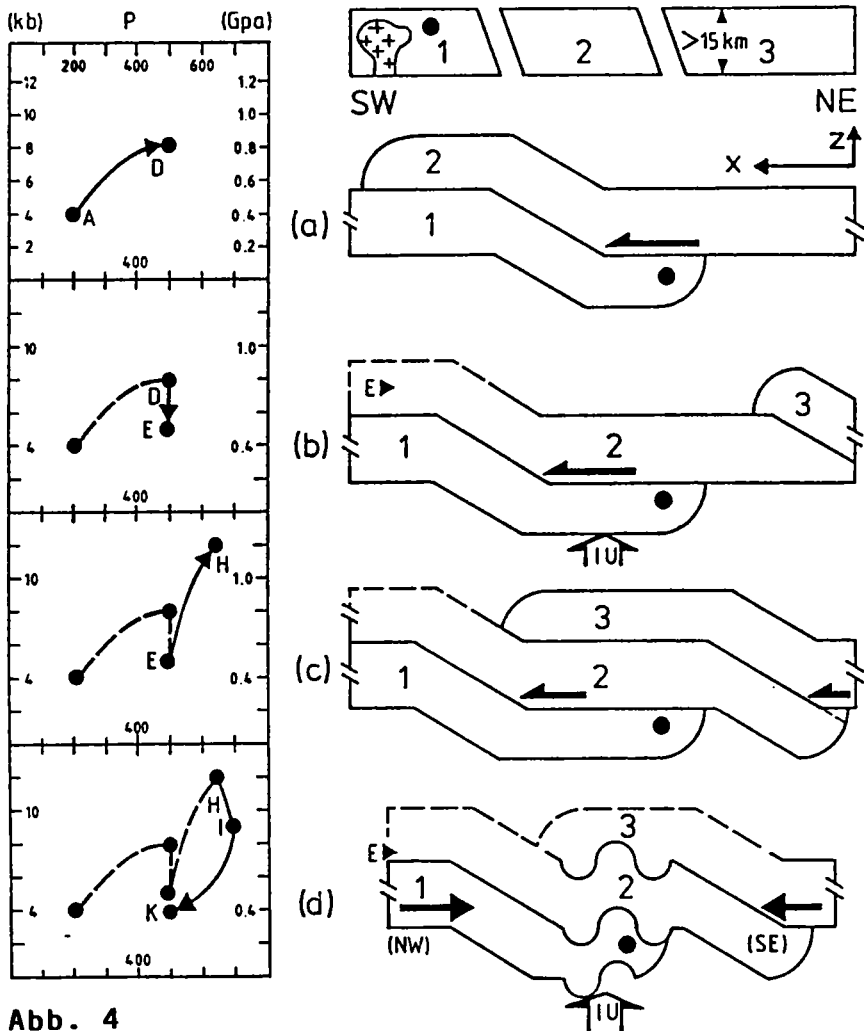 (kb) P (Gpa)
200 400 600
12 1.2
10 1.0
8 0.8
6 0.6
4 0.4
2 0.2
D
A
400
1 2 >15km 3
SW NE
z
x
(a)
2
1
10 1.0
D
E
4 0.4
400
(b)
E
3
1 2
IU
10 1.0
H
E
4 0.4
400
(c)
3
1 2
10
H
I
K
4 0.4
400
(d)
3
E
1 2
(NW) (SE)
IU
Abb. 4